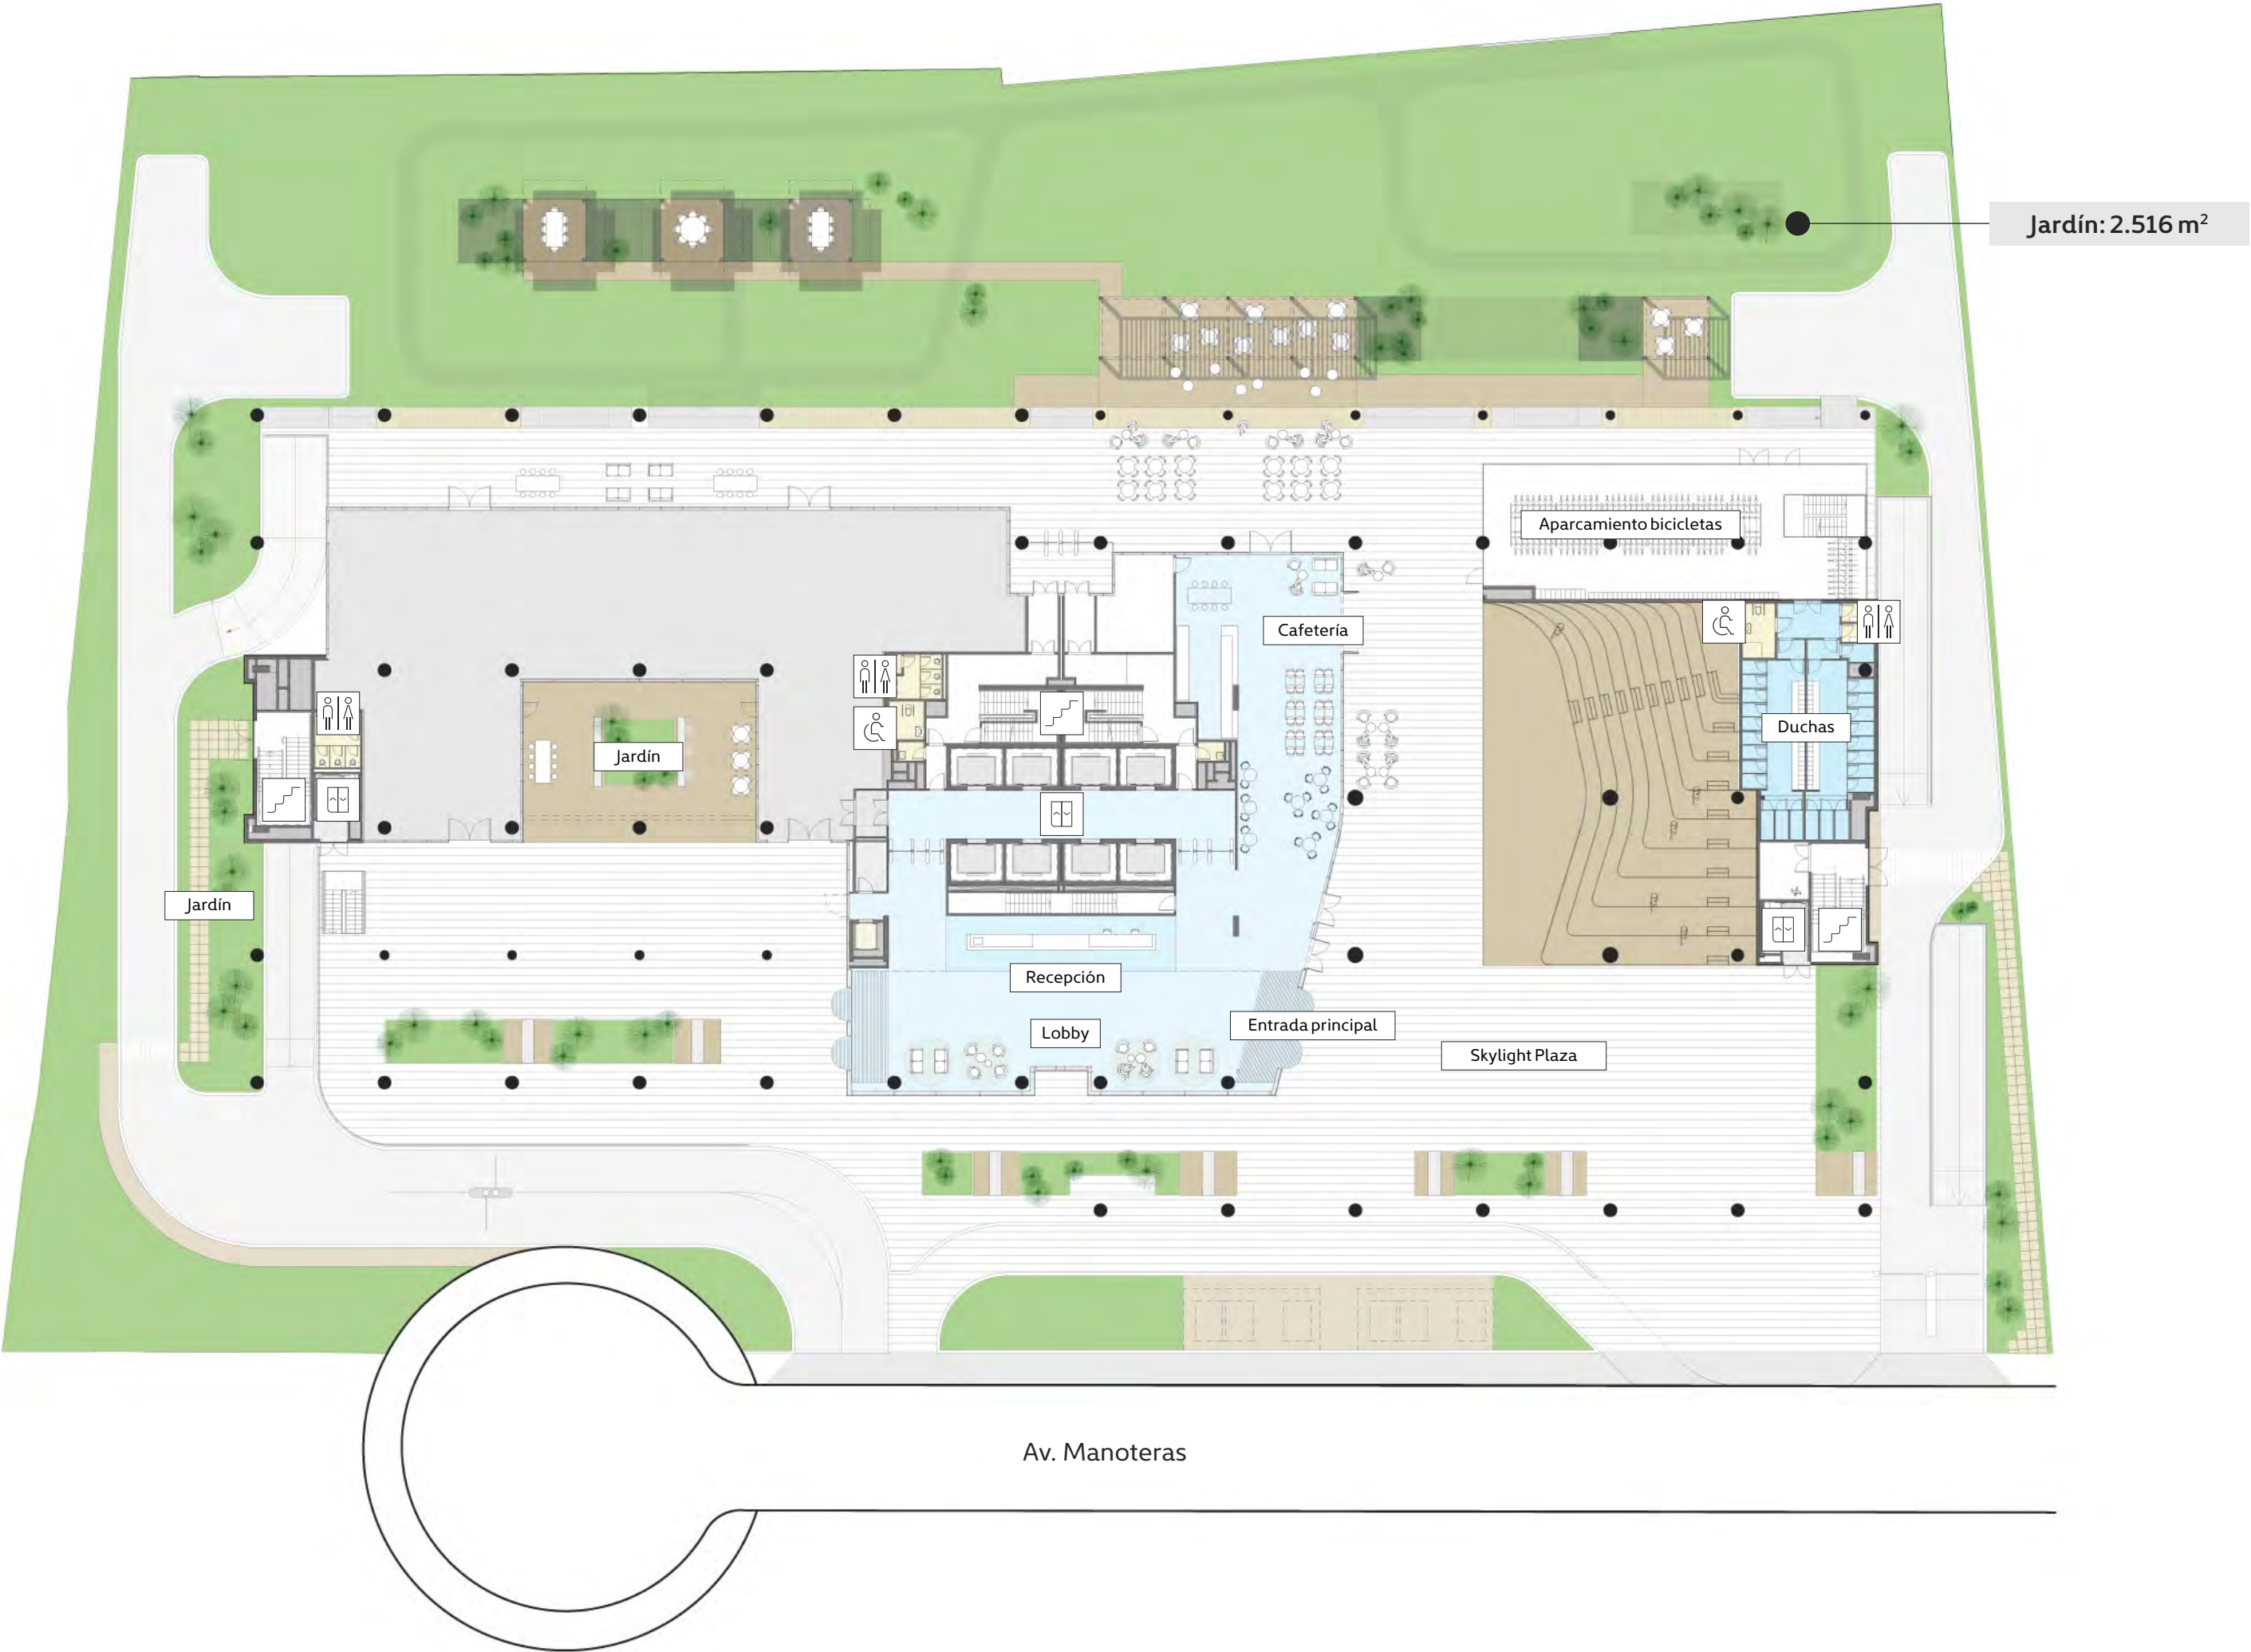 Jardín: 2.516 m²
Aparcamiento bicicletas
Cafetería
Duchas
Jardín
Jardín
Recepción
Entrada principal
Lobby
Skylight Plaza
Av. Manoteras